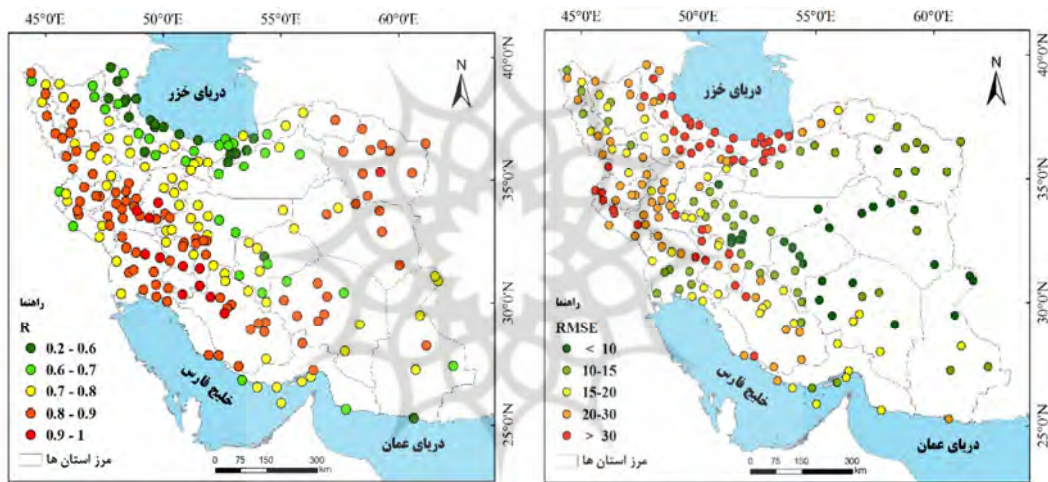 45°0'E 50°0'E 55°0'E 60°0'E
40°0'N
35°0'N
30°0'N
25°0'N
N
دریای خزر
خلیج فارس
دریای عمان
راهنما
R
0.2 - 0.6
0.6 - 0.7
0.7 - 0.8
0.8 - 0.9
0.9 - 1
مرز استان ها
0 75 150 300
km
45°0'E 50°0'E 55°0'E 60°0'E
40°0'N
35°0'N
30°0'N
25°0'N
N
دریای خزر
خلیج فارس
دریای عمان
راهنما
RMSE
< 10
10-15
15-20
20-30
> 30
مرز استان ها
0 75 150 300
km